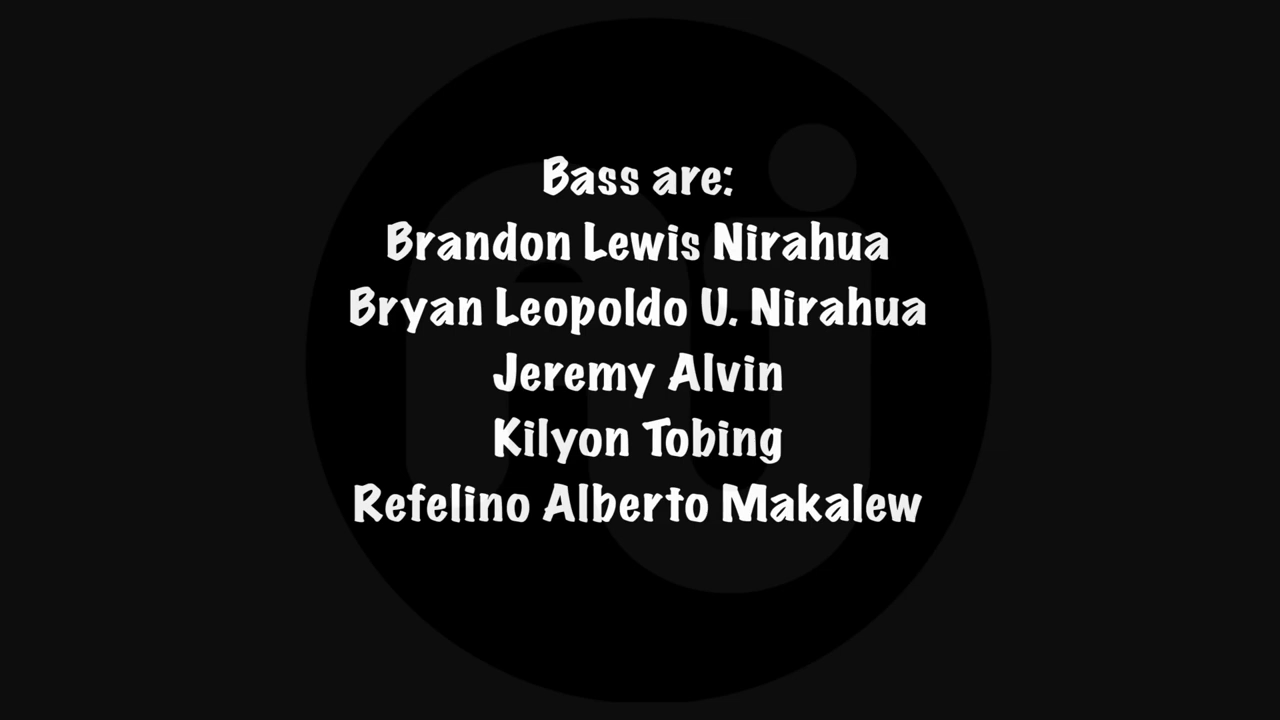 Bass are:
Brandon Lewis Nirahua
Bryan Leopoldo U. Nirahua
Jeremy Alvin
Kilyon Tobing
Refelino Alberto Makalew